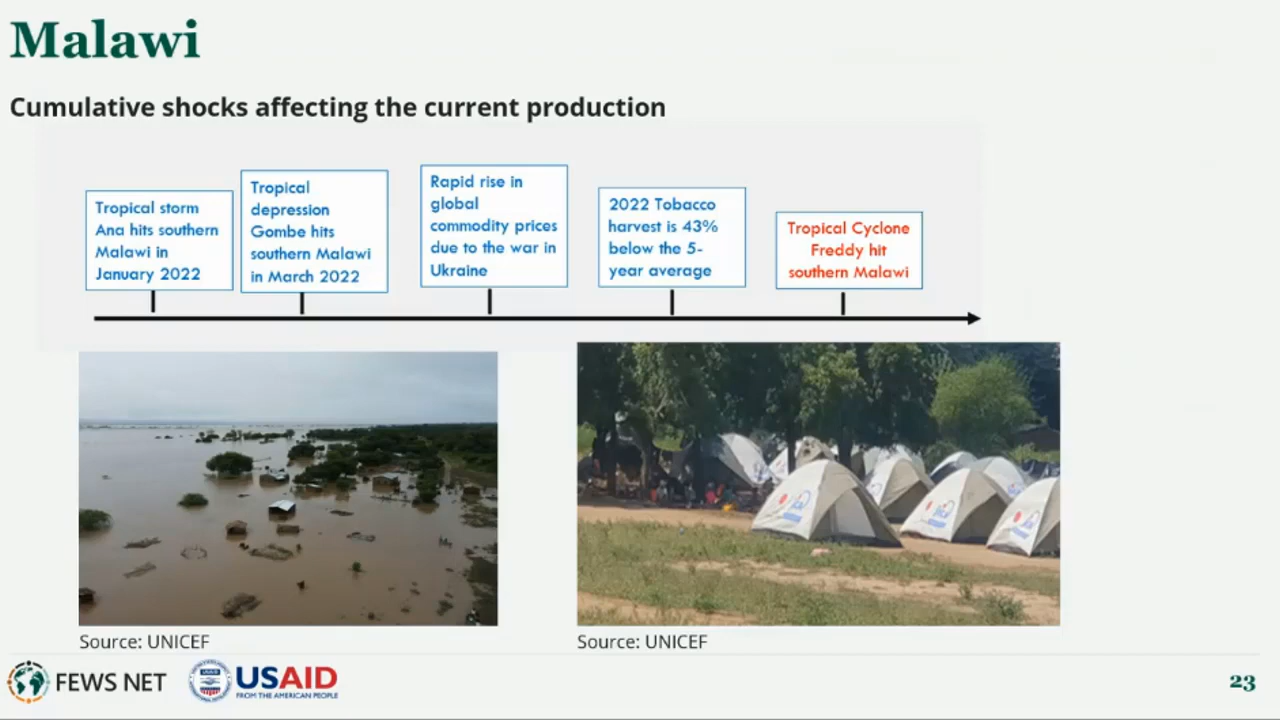 Malawi
Cumulative shocks affecting the current production
Tropical storm
Ana hits southern
Malawi in
January 2022
Tropical
depression
Gombe hits
southern Malawi
in March 2022
Rapid rise in
global
commodity prices
due to the war in
Ukraine
2022 Tobacco
harvest is 43%
below the 5-
year average
Tropical Cyclone
Freddy hit
southern Malawi
Source: UNICEF
Source: UNICEF
FEWS NET
USAID
FROM THE AMERICAN PEOPLE
23